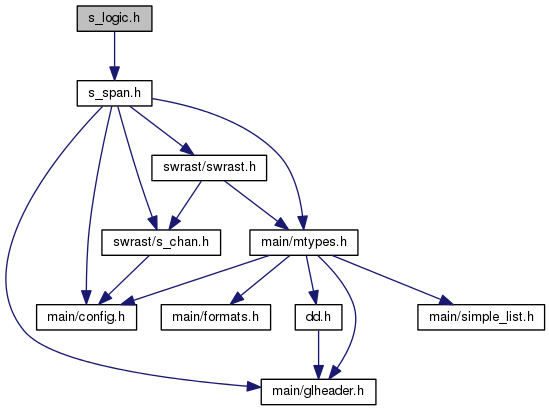 s_logic.h
s_span.h
swrast/swrast.h
swrast/s_chan.h
main/mtypes.h
main/config.h
main/formats.h
dd.h
main/simple_list.h
main/glheader.h